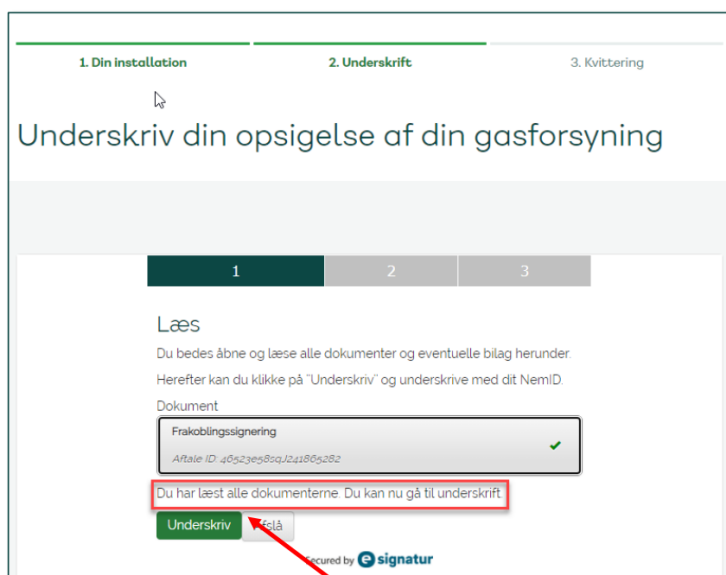 1. Din installation 2. Underskrift 3. Kvittering
Underskriv din opsigelse af din gasforsyning
1 2 3
Læs
Du bedes åbne og læse alle dokumenter og eventuelle bilag herunder.
Herefter kan du klikke på "Underskriv" og underskrive med dit NemID.
Dokument
Frakoblingssignering
Aftale ID: 46523e58sqJ241865282
Du har læst alle dokumenterne. Du kan nu gå til underskrift.
Underskriv
Secured by e signatur